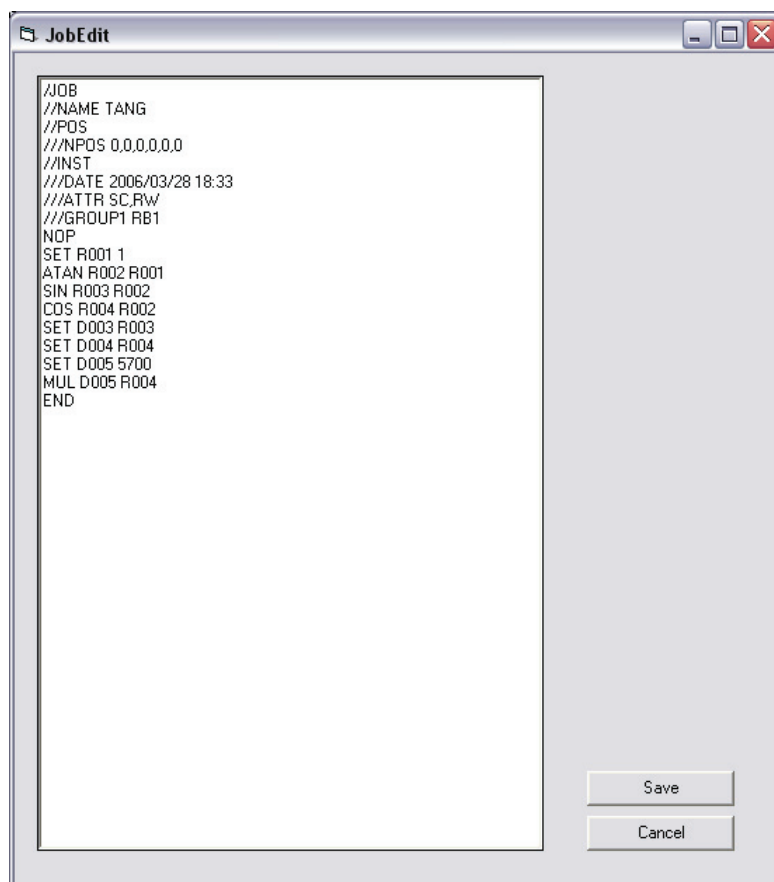 JobEdit
/JOB
//NAME TANG
//POS
///NPOS 0,0,0,0,0,0
//INST
///DATE 2006/03/28 18:33
///ATTR SC,RW
///GROUP1 RB1
NOP
SET R001 1
ATAN R002 R001
SIN R003 R002
COS R004 R002
SET D003 R003
SET D004 R004
SET D005 5700
MUL D005 R004
END
Save
Cancel